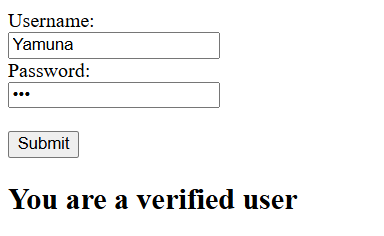 Username:
Yamuna
Password:
•••
Submit
You are a verified user